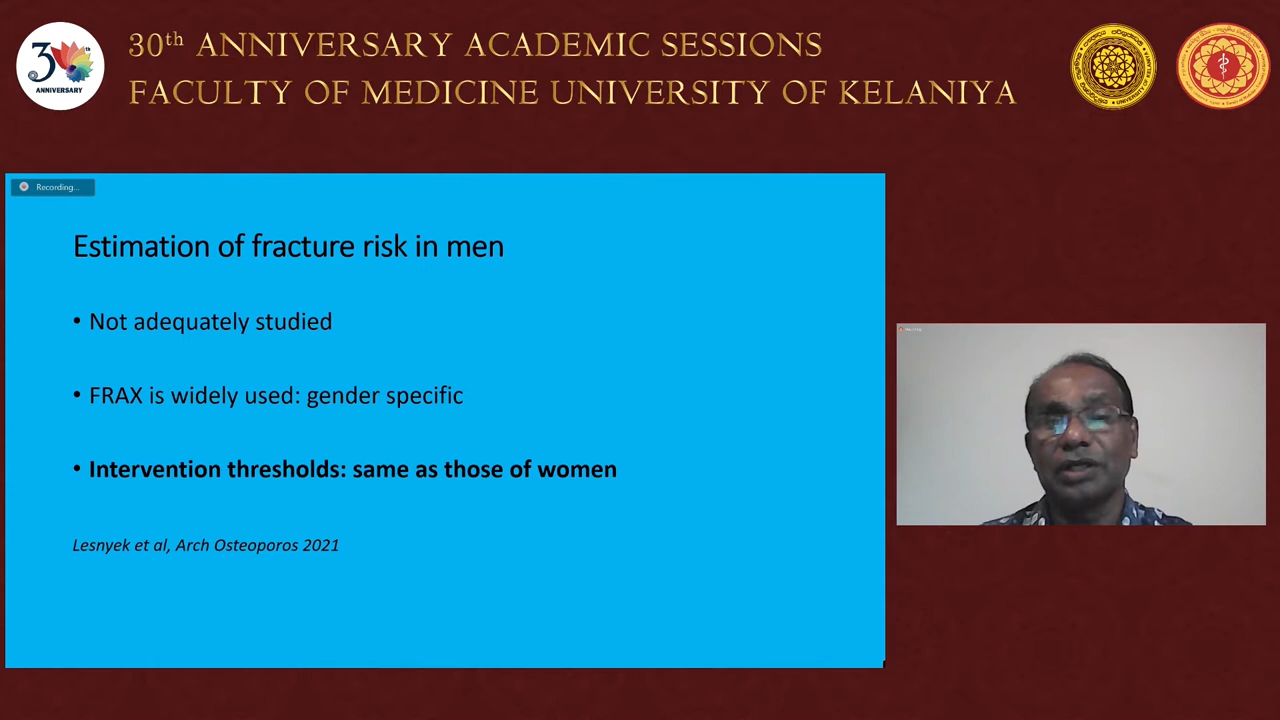 30th ANNIVERSARY ACADEMIC SESSIONS
FACULTY OF MEDICINE UNIVERSITY OF KELANIYA
30th
ANNIVERSARY
Recording...
Estimation of fracture risk in men
• Not adequately studied
• FRAX is widely used: gender specific
• Intervention thresholds: same as those of women
Lesnyek et al, Arch Osteoporos 2021